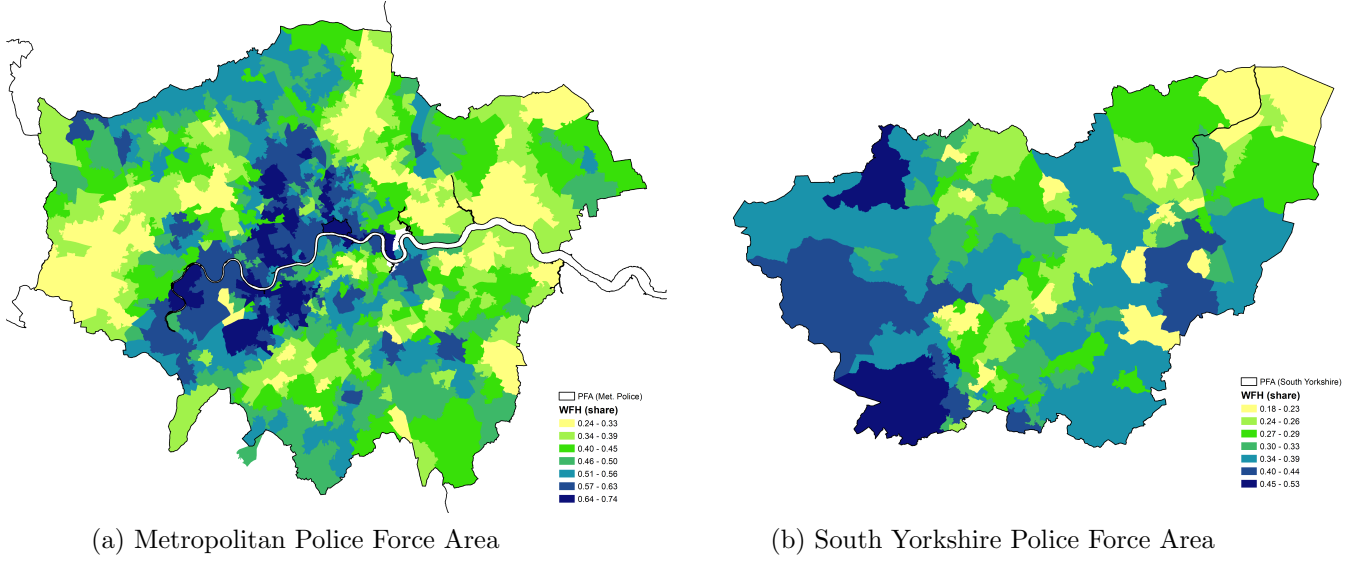 PFA (Met. Police)
WFH (share)
0.24 - 0.33
0.34 - 0.39
0.40 - 0.45
0.46 - 0.50
0.51 - 0.56
0.57 - 0.63
0.64 - 0.74
PFA (South Yorkshire)
WFH (share)
0.18 - 0.23
0.24 - 0.26
0.27 - 0.29
0.30 - 0.33
0.34 - 0.39
0.40 - 0.44
0.45 - 0.53
(a) Metropolitan Police Force Area
(b) South Yorkshire Police Force Area